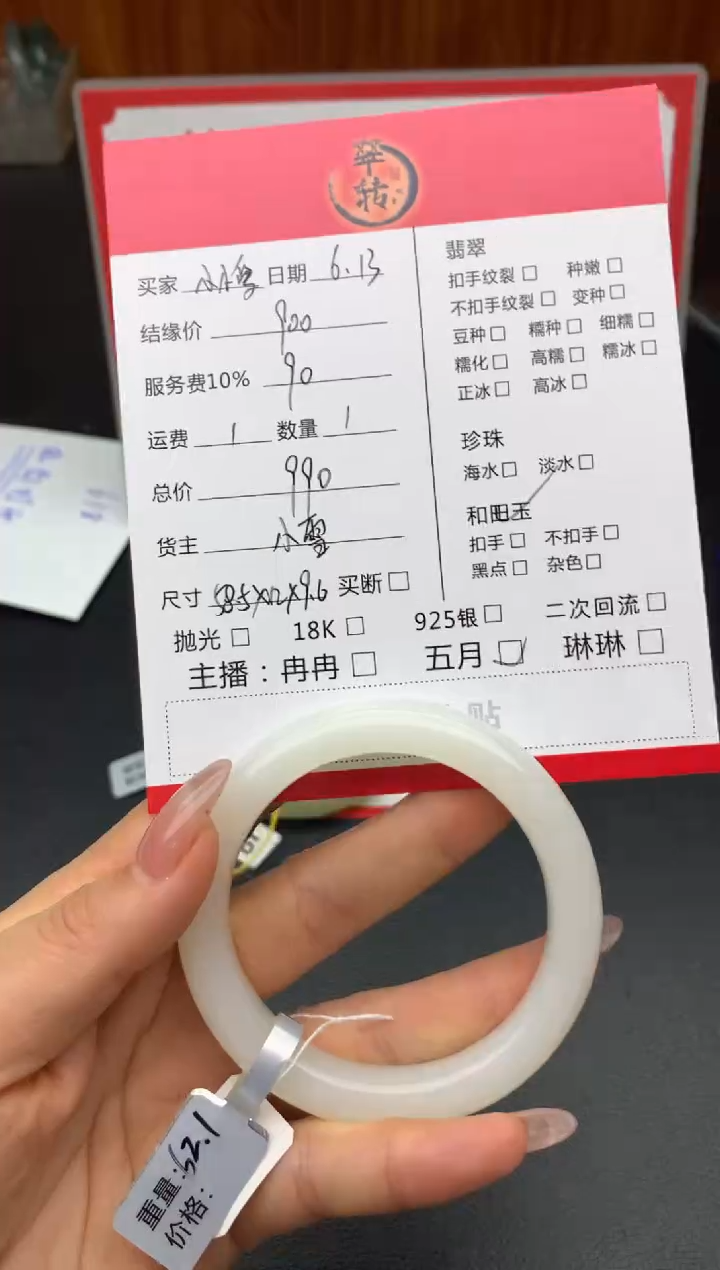 翠
转
买家 小小雪 日期 6.13
结缘价 900
服务费10% 90
运费 1 数量 1
总价 990
货主 小雪
尺寸 58.5X12X9.6 买断
抛光 18K 925银 二次回流
主播：冉冉 五月 琳琳
翡翠
扣手纹裂 种嫩
不扣手纹裂 变种
豆种 糯种 细糯
糯化 高糯 糯冰
正冰 高冰
珍珠
海水 淡水
和田玉
扣手 不扣手
黑点 杂色
贴
重量:52.1
价格: